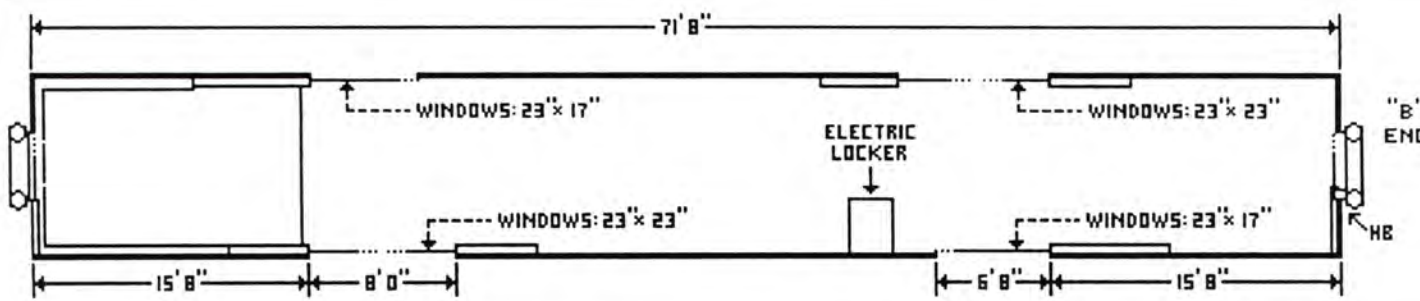 71'8"
WINDOWS: 23" × 17"
WINDOWS: 23" × 23"
"B"
END
ELECTRIC
LOCKER
WINDOWS: 23" × 23"
WINDOWS: 23" × 17"
HB
15'8"
8'0"
6'8"
15'8"